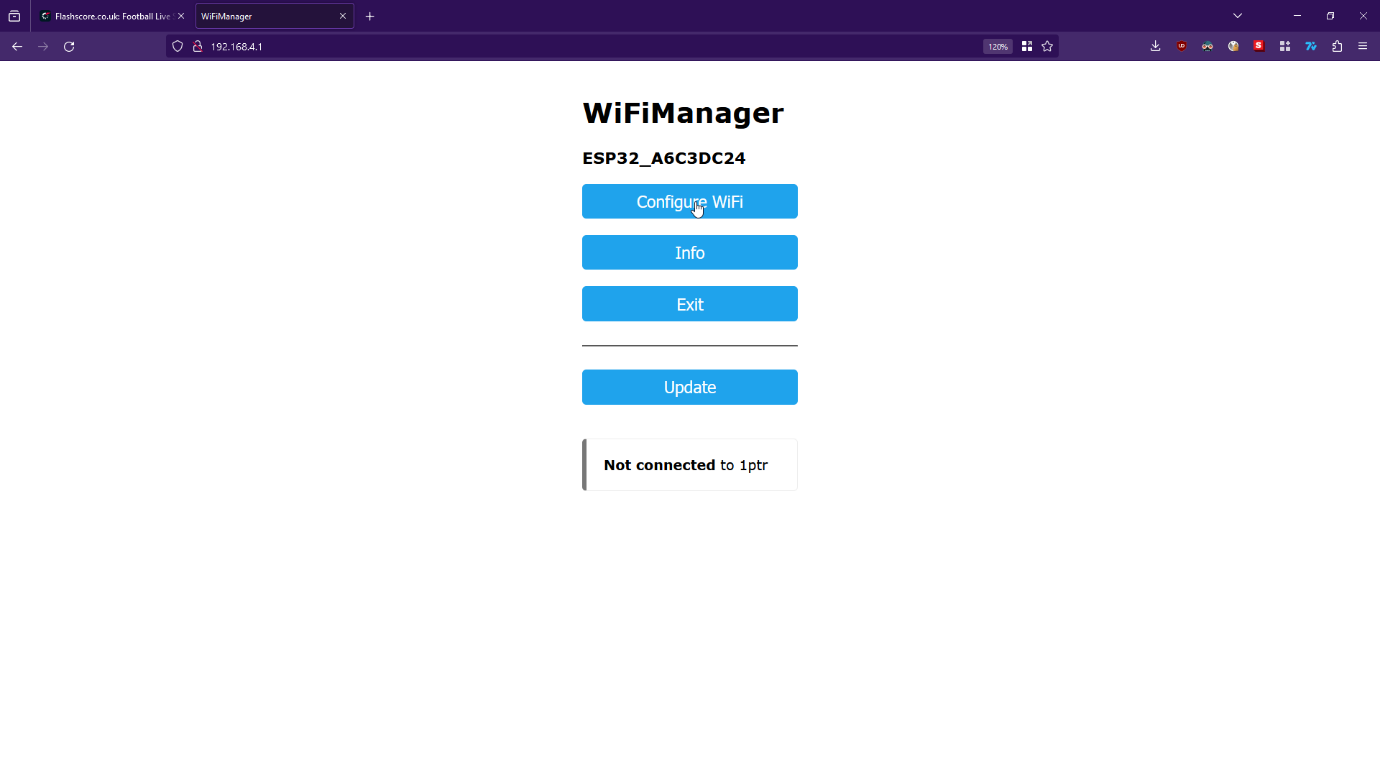 Flashscore.co.uk: Football Live S
WiFiManager
192.168.4.1
120%
WiFiManager
ESP32_A6C3DC24
Configure WiFi
Info
Exit
Update
Not connected to 1ptr